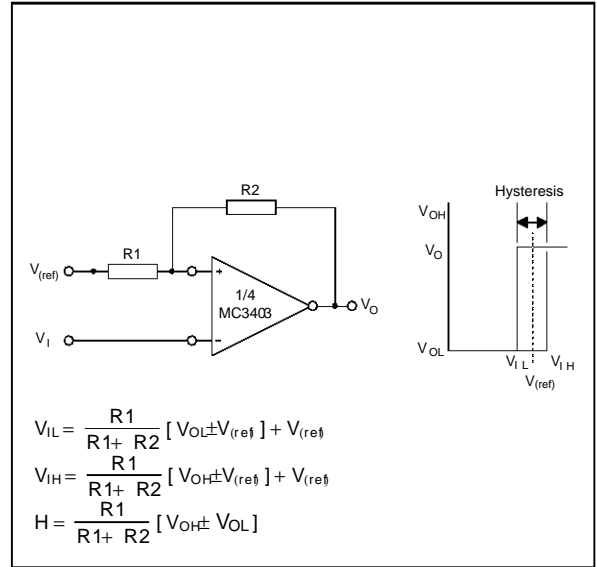 R2
Hysteresis
V(ref)
R1
+
1/4
MC3403
VO
VI
-
VOH
VO
VOL
VIL
VIH
V(ref)
VIL = R1 / R1+ R2 [ VOL±V(ref) ] + V(ref)
VIH = R1 / R1+ R2 [ VOH±V(ref) ] + V(ref)
H = R1 / R1+ R2 [ VOH± VOL ]